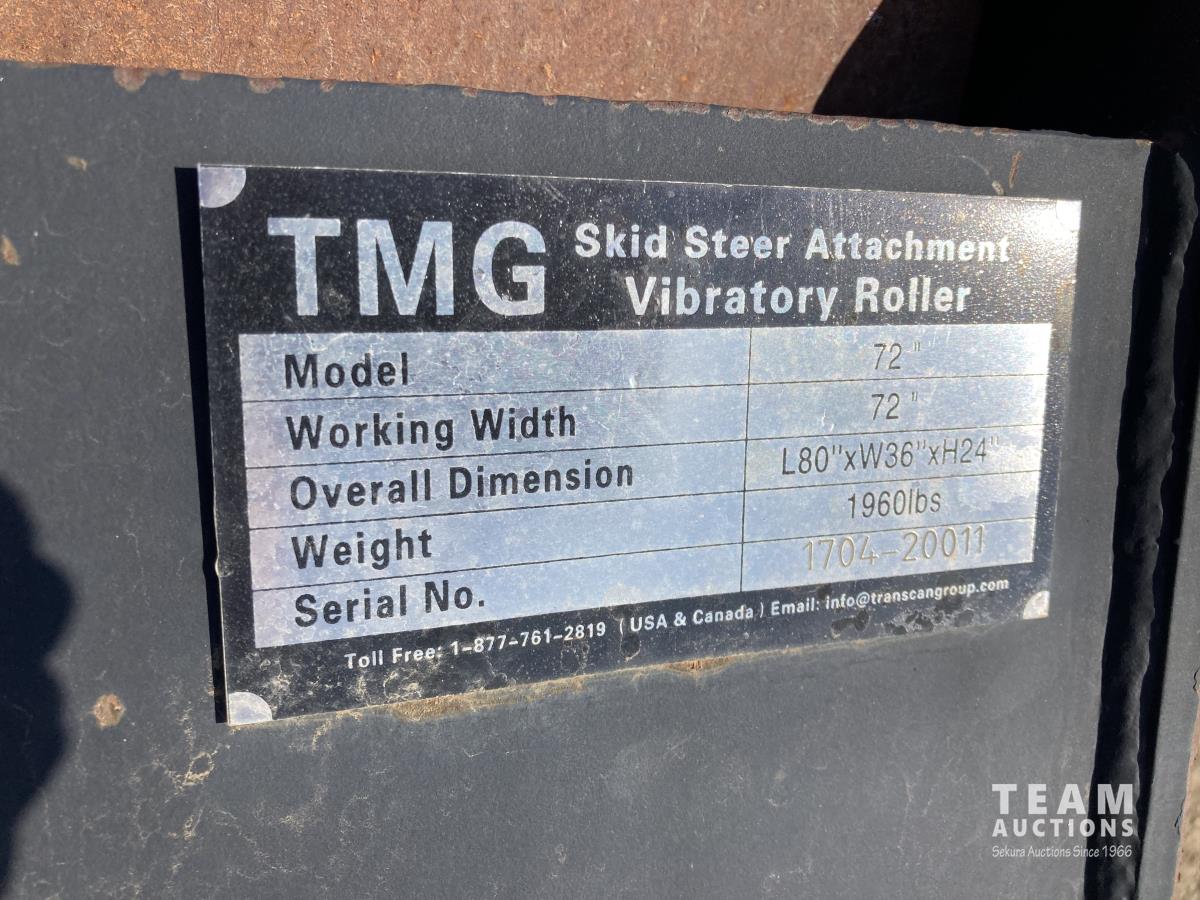 TMG Skid Steer Attachment
Vibratory Roller
Model 72"
Working Width 72"
Overall Dimension L80"xW36"xH24"
Weight 1960lbs
Serial No. 1704-20011
Toll Free: 1-877-761-2819 (USA & Canada) Email: info@transcangroup.com
TEAM
AUCTIONS
Sekura Auctions Since 1966